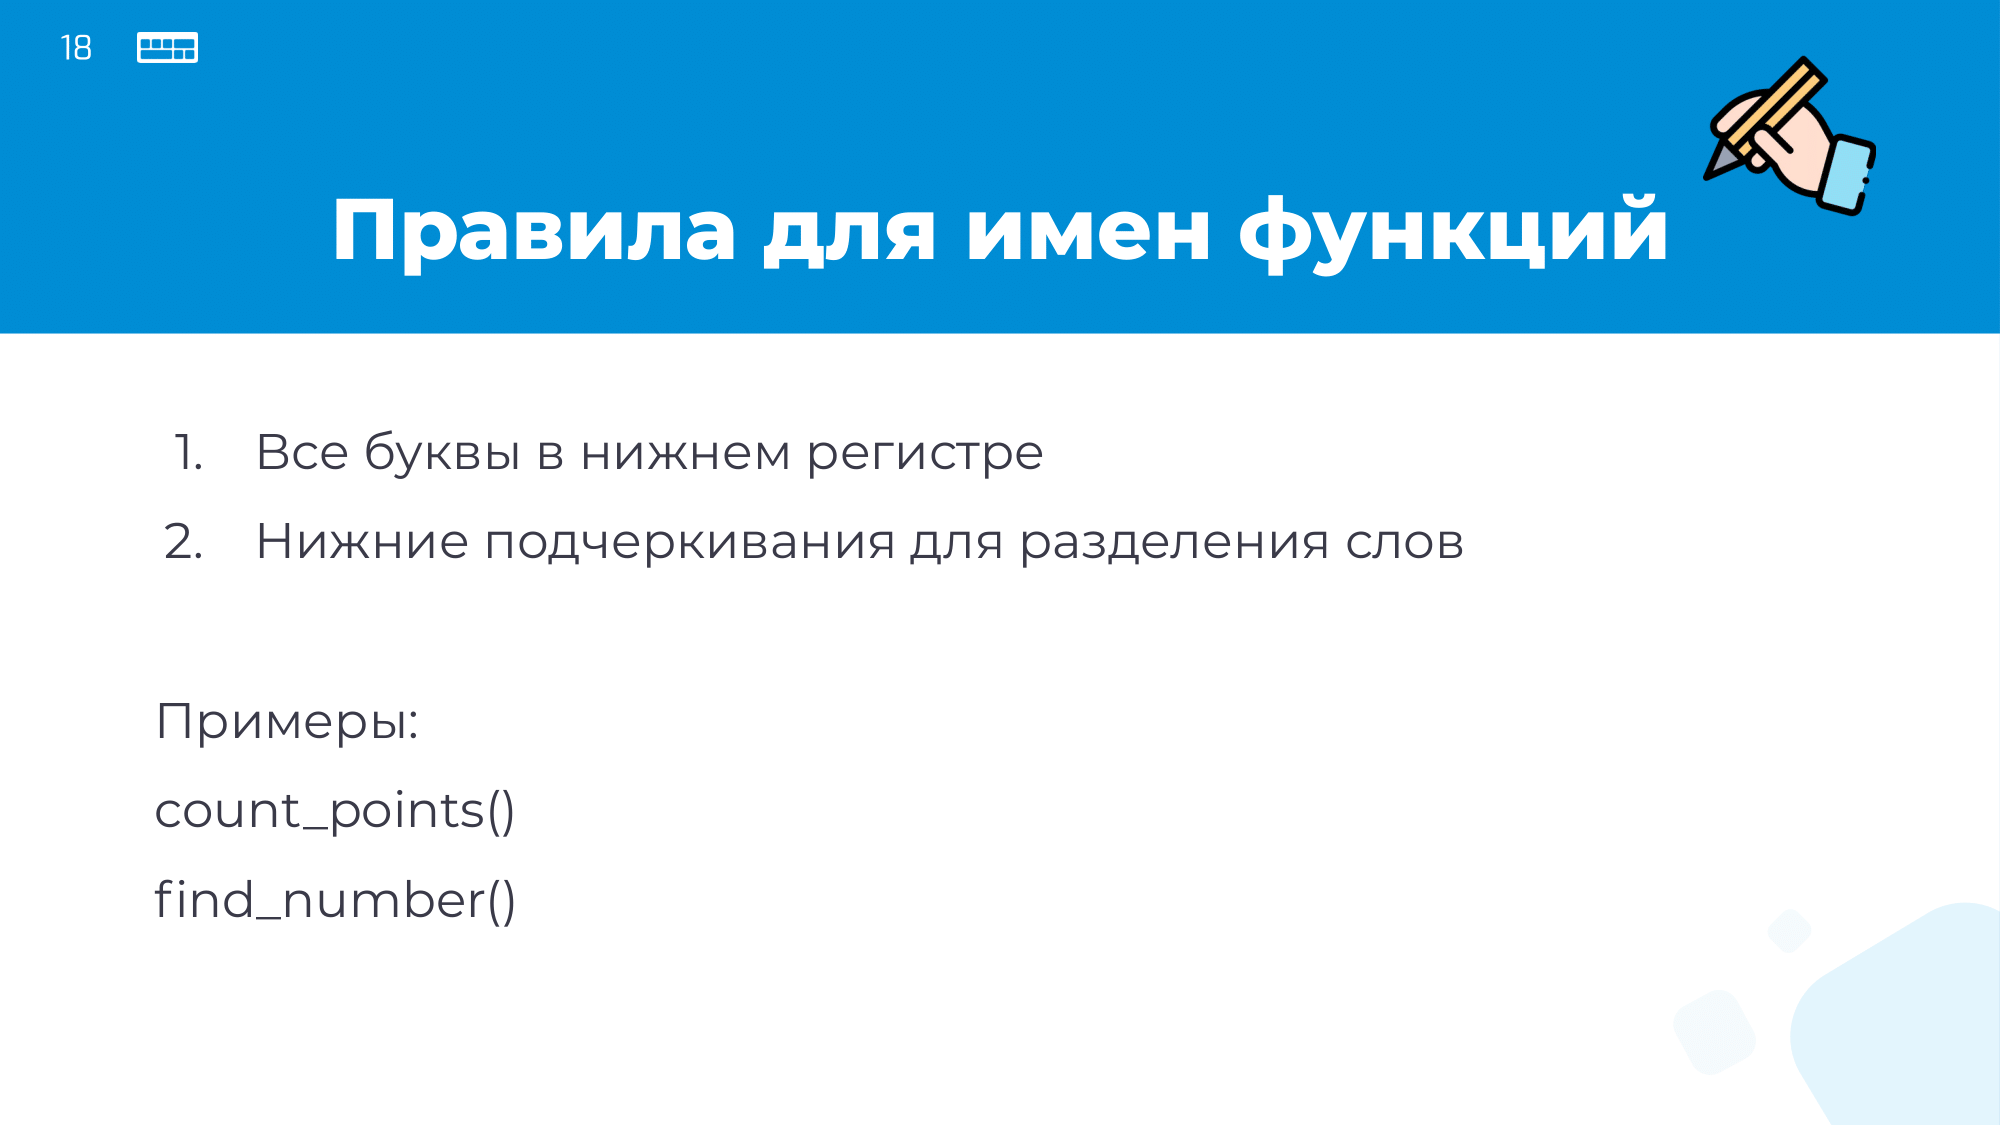 18
Правила для имен функций
1. Все буквы в нижнем регистре
2. Нижние подчеркивания для разделения слов
Примеры:
count_points()
find_number()